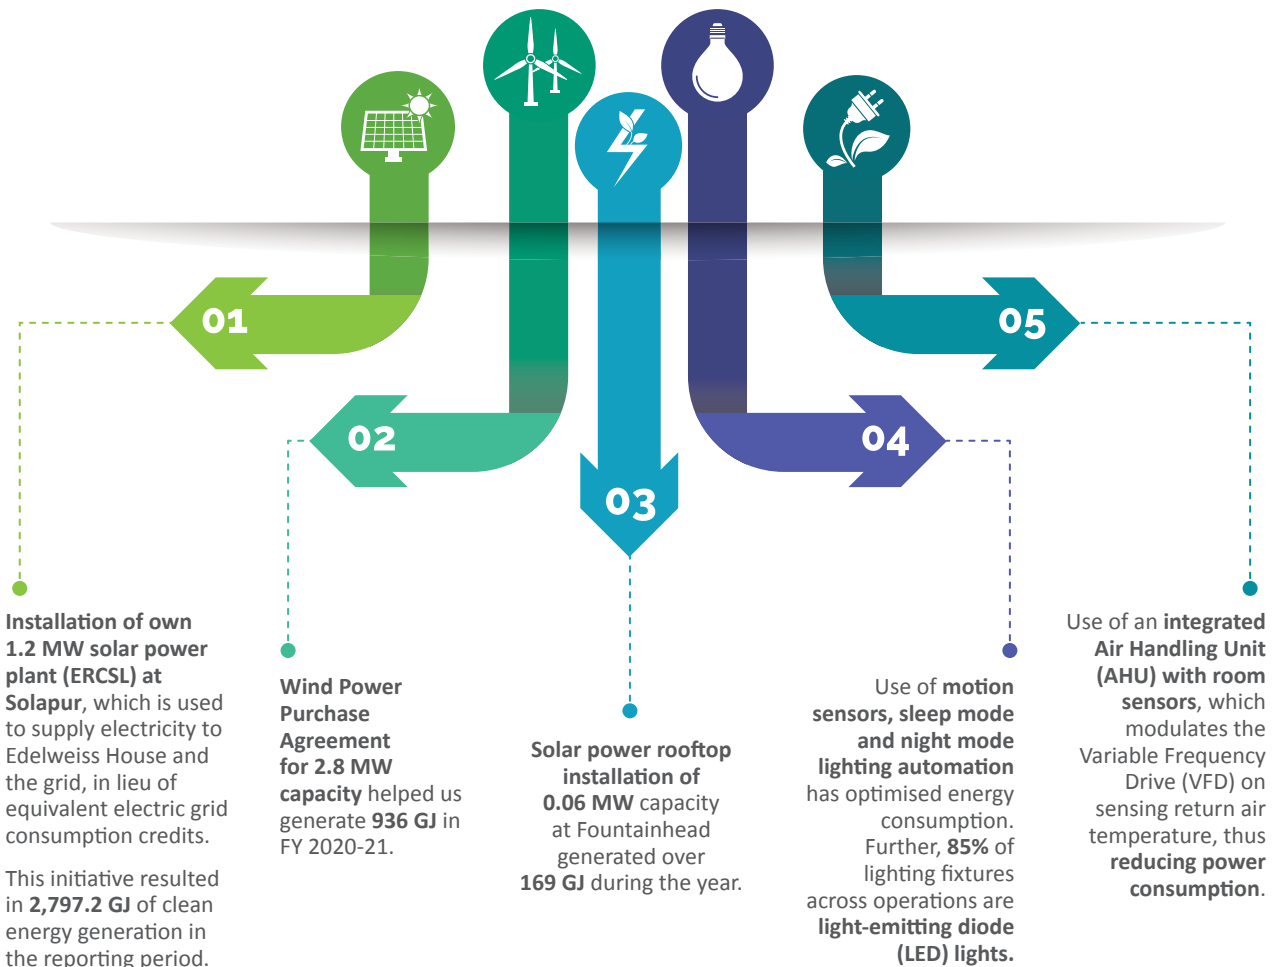 01
02
03
04
05
Installation of own
1.2 MW solar power
plant (ERCSL) at
Solapur, which is used
to supply electricity to
Edelweiss House and
the grid, in lieu of
equivalent electric grid
consumption credits.
This initiative resulted
in 2,797.2 GJ of clean
energy generation in
the reporting period.
Wind Power
Purchase
Agreement
for 2.8 MW
capacity helped us
generate 936 GJ in
FY 2020-21.
Solar power rooftop
installation of
0.06 MW capacity
at Fountainhead
generated over
169 GJ during the year.
Use of motion
sensors, sleep mode
and night mode
lighting automation
has optimised energy
consumption.
Further, 85% of
lighting fixtures
across operations are
light-emitting diode
(LED) lights.
Use of an integrated
Air Handling Unit
(AHU) with room
sensors, which
modulates the
Variable Frequency
Drive (VFD) on
sensing return air
temperature, thus
reducing power
consumption.